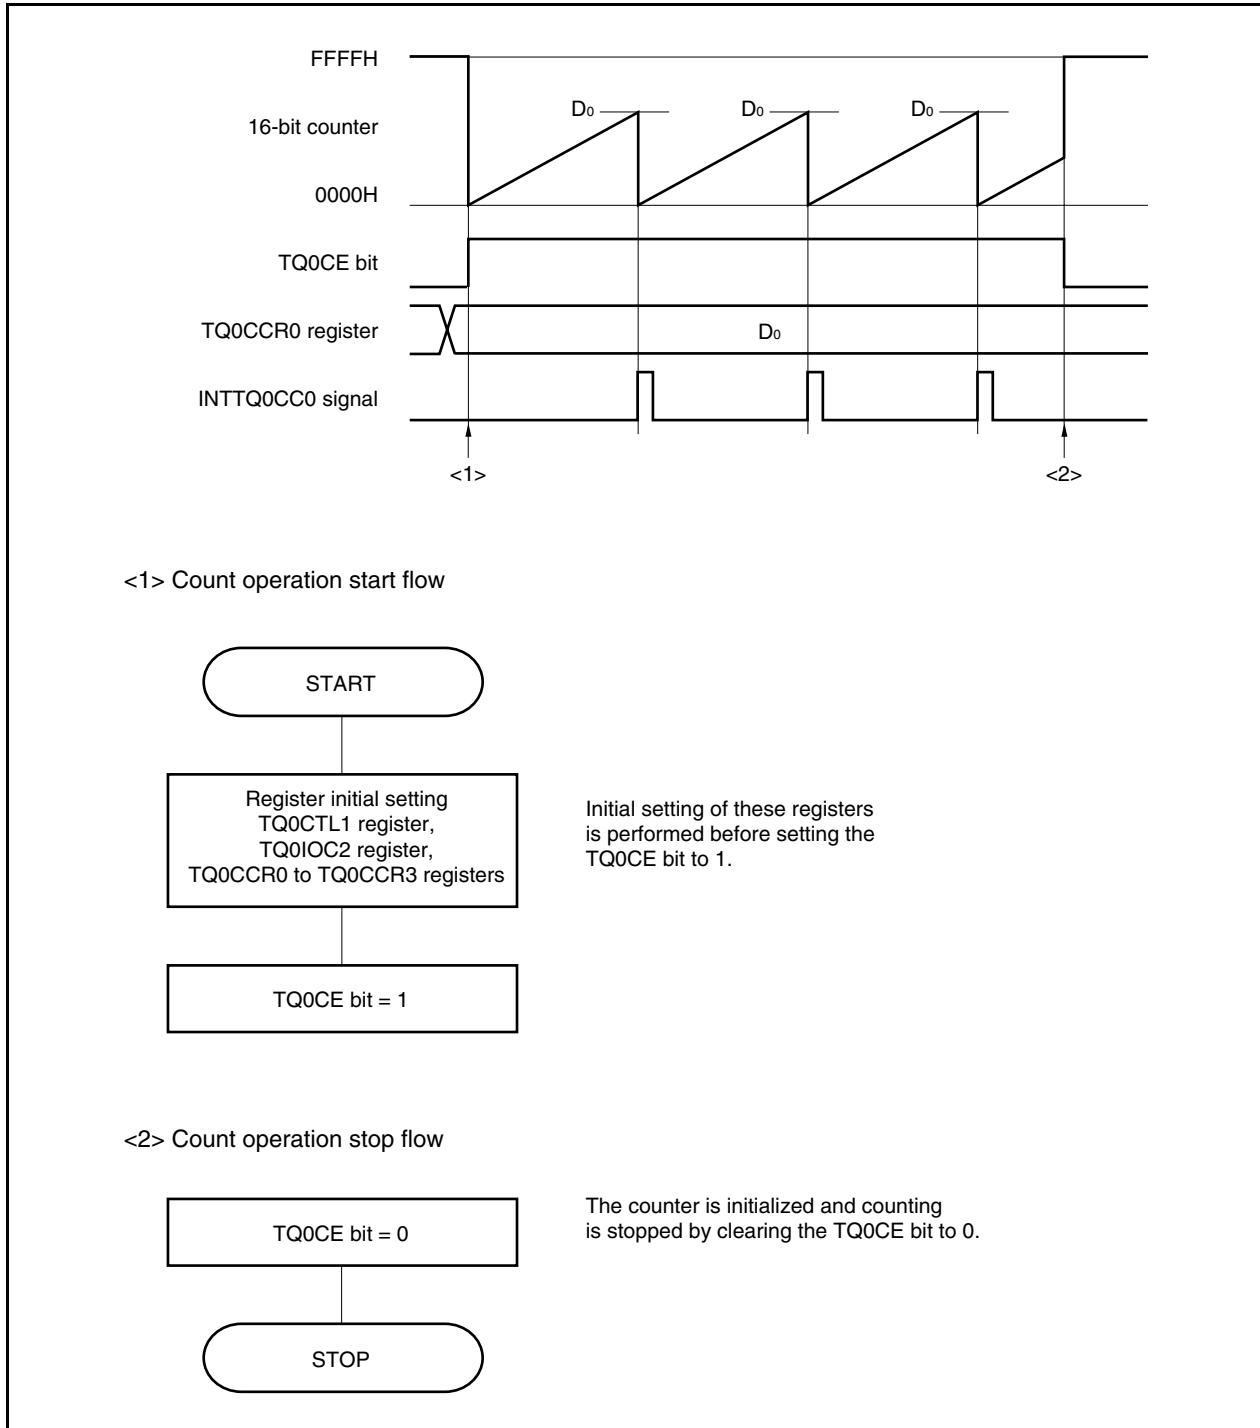 FFFFH
D0 D0 D0
16-bit counter
0000H
TQ0CE bit
TQ0CCR0 register D0
INTTQ0CC0 signal
<1> <2>
<1> Count operation start flow
START
Register initial setting
TQ0CTL1 register,
TQ0IOC2 register,
TQ0CCR0 to TQ0CCR3 registers
Initial setting of these registers
is performed before setting the
TQ0CE bit to 1.
TQ0CE bit = 1
<2> Count operation stop flow
TQ0CE bit = 0
The counter is initialized and counting
is stopped by clearing the TQ0CE bit to 0.
STOP